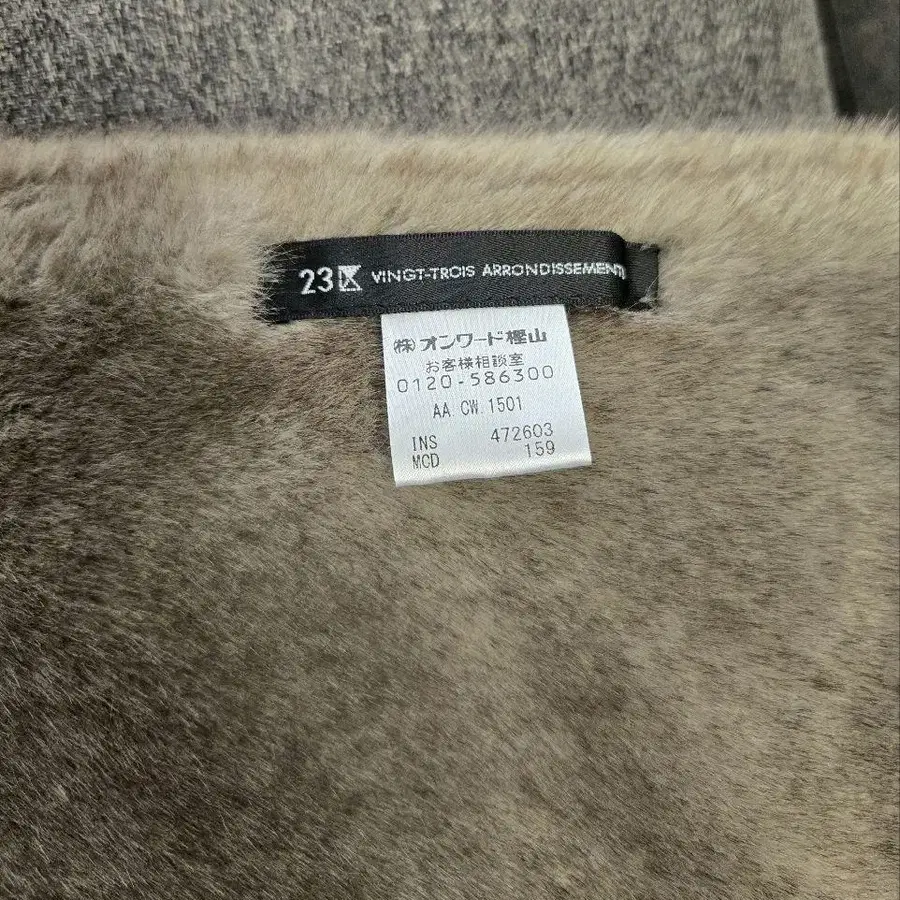 23区 VINGT-TROIS ARRONDISSEMENT
㈱オンワード樫山
お客様相談室
0120-586300
AA. CW. 1501
INS 472603
MCD 159